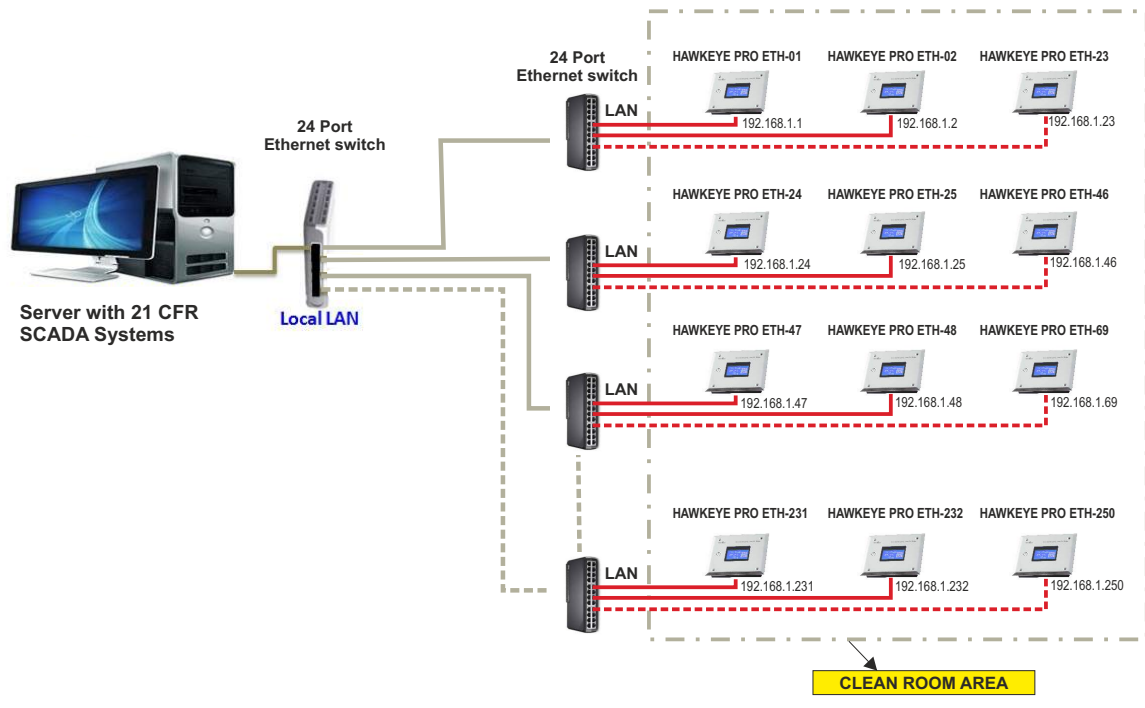 24 Port
Ethernet switch
HAWKEYE PRO ETH-01
HAWKEYE PRO ETH-02
HAWKEYE PRO ETH-23
LAN
192.168.1.1
192.168.1.2
192.168.1.23
24 Port
Ethernet switch
HAWKEYE PRO ETH-24
HAWKEYE PRO ETH-25
HAWKEYE PRO ETH-46
LAN
192.168.1.24
192.168.1.25
192.168.1.46
Server with 21 CFR
SCADA Systems
Local LAN
HAWKEYE PRO ETH-47
HAWKEYE PRO ETH-48
HAWKEYE PRO ETH-69
LAN
192.168.1.47
192.168.1.48
192.168.1.69
HAWKEYE PRO ETH-231
HAWKEYE PRO ETH-232
HAWKEYE PRO ETH-250
LAN
192.168.1.231
192.168.1.232
192.168.1.250
CLEAN ROOM AREA